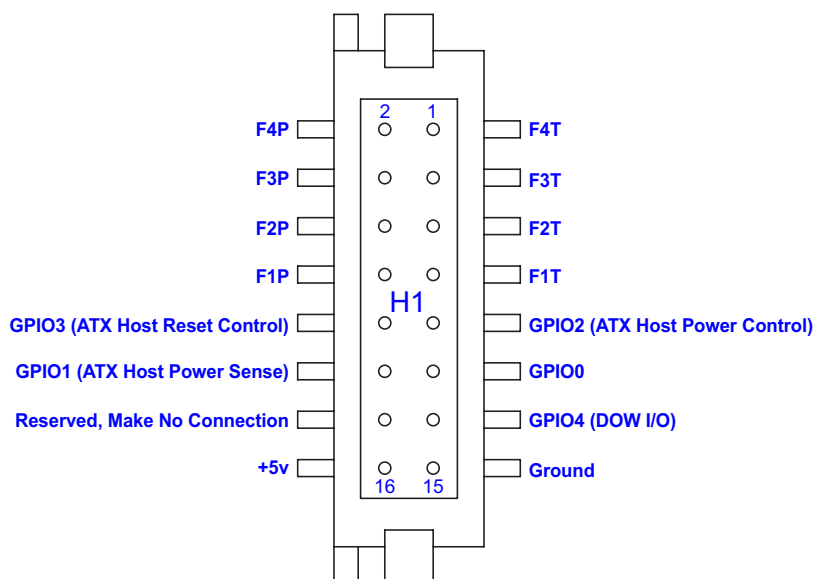 2 1
F4P F4T
F3P F3T
F2P F2T
F1P F1T
H1
GPIO3 (ATX Host Reset Control) GPIO2 (ATX Host Power Control)
GPIO1 (ATX Host Power Sense) GPIO0
Reserved, Make No Connection GPIO4 (DOW I/O)
+5v Ground
16 15